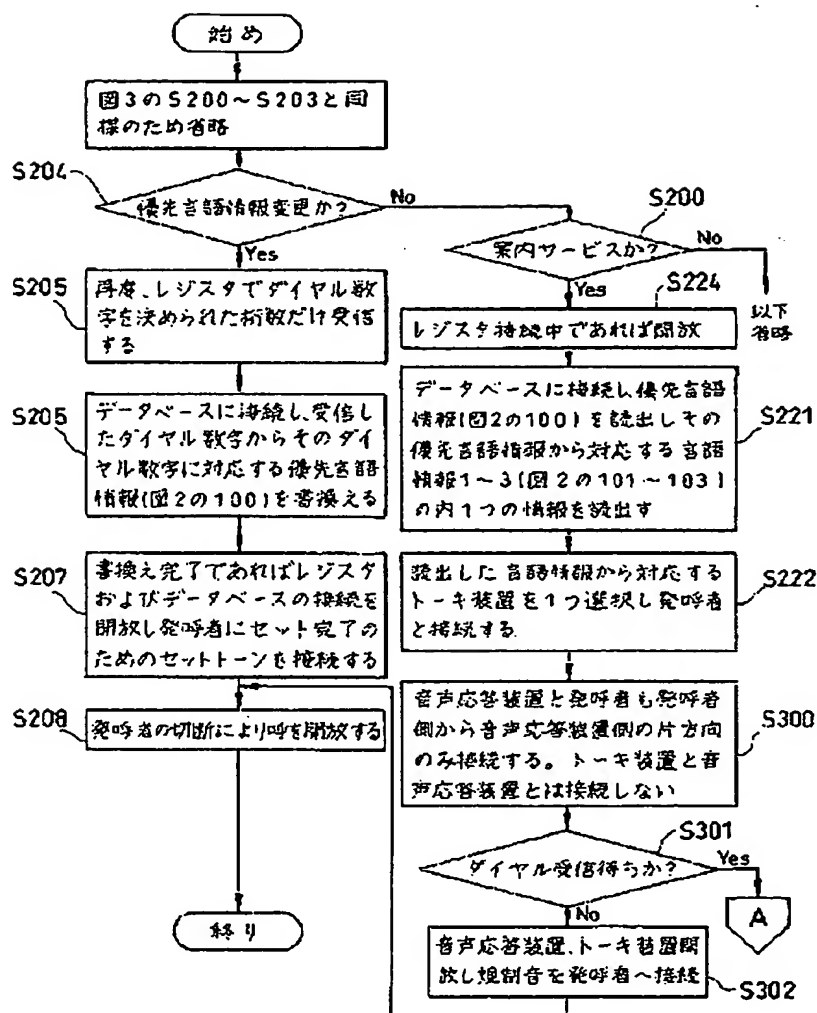 始め
図3のS200～S203と同
様のため省略
S204
優先言語情報変更か?
No
Yes
S205
再度、レジスタでダイヤル数
字を決められた桁数だけ受信
する
S205
データベースに接続し、受信し
たダイヤル数字からそのダイ
ヤル数字に対応する優先言語
情報(図2の100)を書換える
S207
書換え完了であればレジスタ
およびデータベースの接続を
開放し発呼者にセット完了の
ためのセットトーンを接続する
S208
発呼者の切断により呼を開放する
終り
S200
案内サービスか?
No
以下
省略
Yes
S224
レジスタ接続中であれば開放
データベースに接続し優先言語
情報(図2の100)を読出しその
優先言語情報から対応する言語
情報1～3(図2の101～103)
の内1つの情報を読出す
S221
読出した言語情報から対応する
トーキ装置を1つ選択し発呼者
と接続する
S222
音声応答装置と発呼者も発呼者
側から音声応答装置側の片方向
のみ接続する。トーキ装置と音
声応答装置とは接続しない
S300
S301
ダイヤル受信待ちか?
Yes
A
No
音声応答装置、トーキ装置開
放し規制音を発呼者へ接続
S302